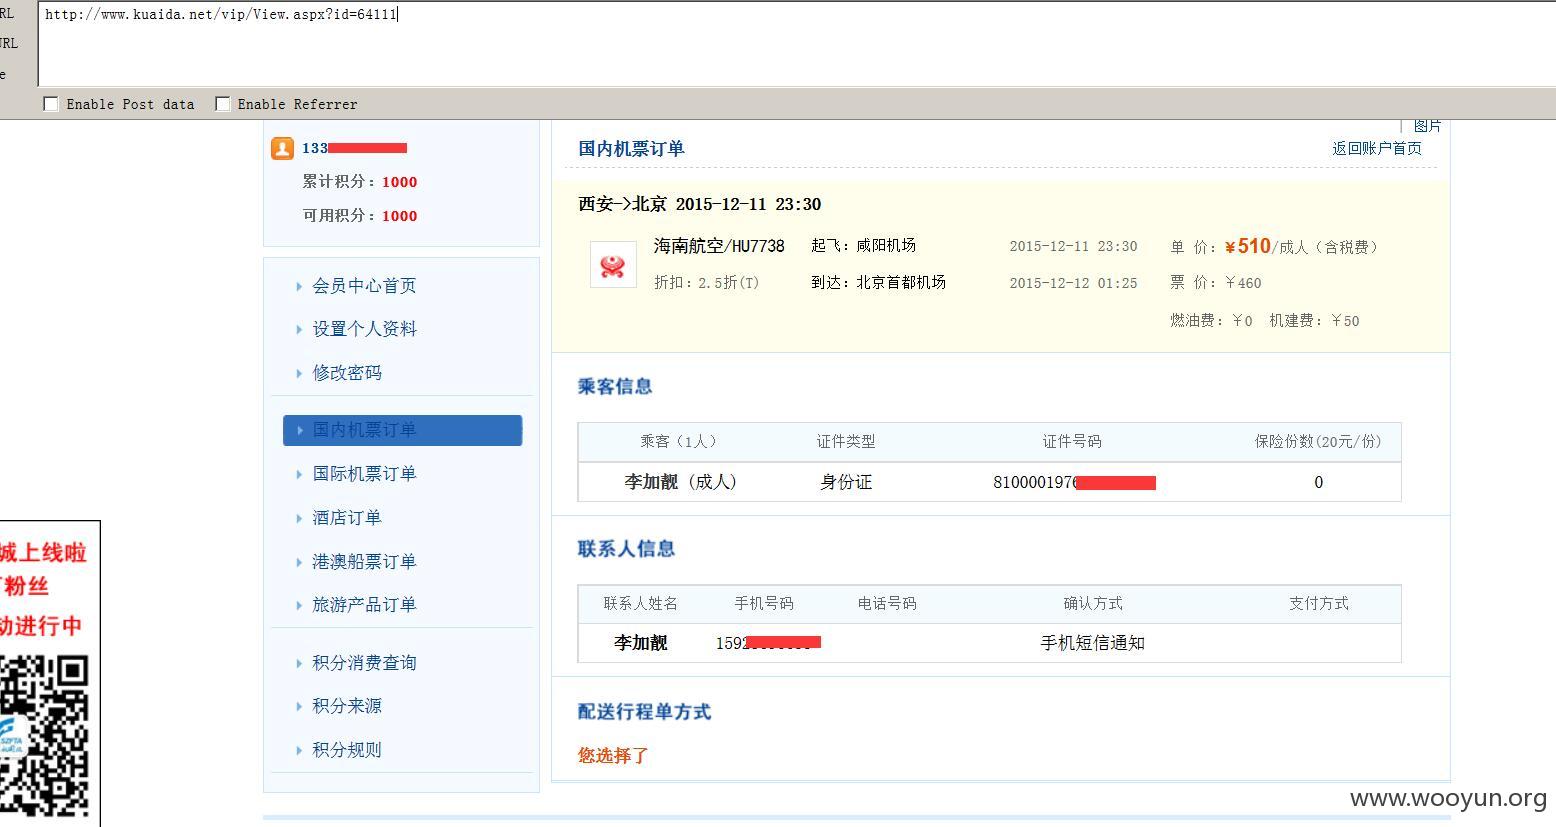 RL
http://www.kuaida.net/vip/View.aspx?id=64111
URL
e
Enable Post data
Enable Referrer
图片
133
国内机票订单
返回账户首页
累计积分：1000
可用积分：1000
西安->北京 2015-12-11 23:30
海南航空/HU7738 起飞：咸阳机场 2015-12-11 23:30 单 价：¥510/成人（含税费）
折扣：2.5折(T) 到达：北京首都机场 2015-12-12 01:25 票 价：￥460
燃油费：￥0 机建费：￥50
会员中心首页
设置个人资料
修改密码
国内机票订单
国际机票订单
酒店订单
港澳船票订单
旅游产品订单
积分消费查询
积分来源
积分规则
乘客信息
乘客（1人） 证件类型 证件号码 保险份数(20元/份)
李加靓（成人） 身份证 8100001976 0
联系人信息
联系人姓名 手机号码 电话号码 确认方式 支付方式
李加靓 1592 手机短信通知
配送行程单方式
您选择了
城上线啦
粉丝
动进行中
www.wooyun.org